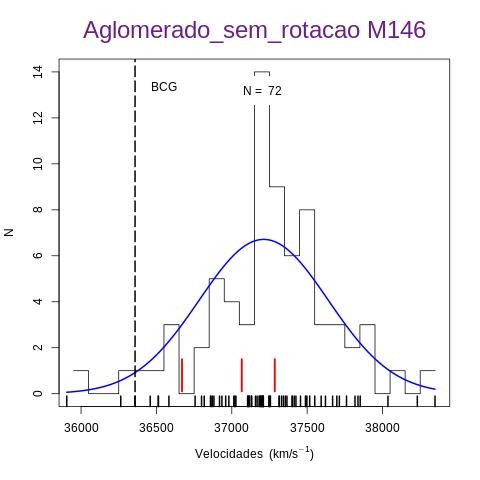 Aglomerado_sem_rotacao M146
BCG
N = 72
N
14
12
10
8
6
4
2
0
36000 36500 37000 37500 38000
Velocidades (km/s⁻¹)